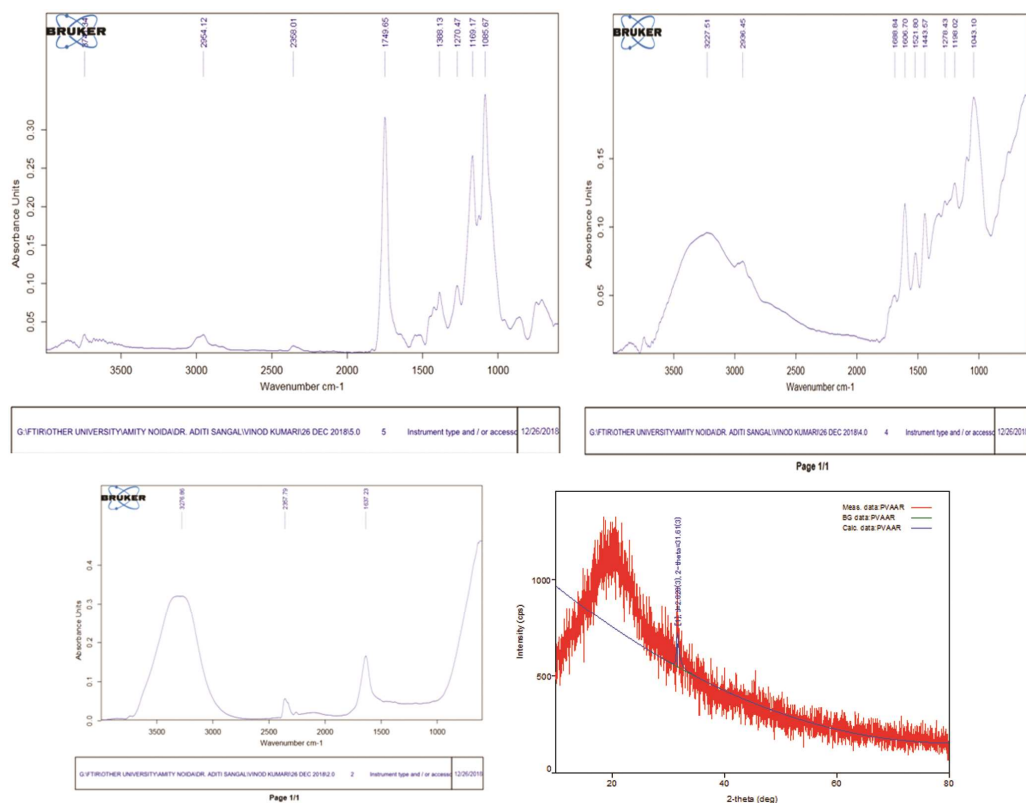 BRUKER
2954.12
2358.01
1749.65
1388.13
1270.47
1169.17
1085.67
Absorbance Units
0.30
0.25
0.20
0.15
0.10
0.05
3500 3000 2500 2000 1500 1000
Wavenumber cm-1
G:\FTIR\OTHER UNIVERSITY\AMITY NOIDA\DR. ADITI SANGAL\VINOD KUMARI\26 DEC 2018\5.0 5 Instrument type and / or accesso 12/26/2018
BRUKER
3227.51
2936.45
1688.84
1606.70
1521.60
1443.57
1278.43
1198.02
1043.10
Absorbance Units
0.15
0.10
0.05
3500 3000 2500 2000 1500 1000
Wavenumber cm-1
G:\FTIR\OTHER UNIVERSITY\AMITY NOIDA\DR. ADITI SANGAL\VINOD KUMARI\26 DEC 2018\4.0 4 Instrument type and / or accesso 12/26/2018
Page 1/1
BRUKER
2357.79
1637.23
Absorbance Units
0.4
0.3
0.2
0.1
0.0
3500 3000 2500 2000 1500 1000
Wavenumber cm-1
G:\FTIR\OTHER UNIVERSITY\AMITY NOIDA\DR. ADITI SANGAL\VINOD KUMARI\26 DEC 2018\2.0 2 Instrument type and / or accesso 12/26/2018
Page 1/1
Meas. data:PVAAR
BG data:PVAAR
Calc. data:PVAAR
2-theta=31.61(3)
Intensity (cps)
1000
500
0
20 40 60 80
2-theta (deg)